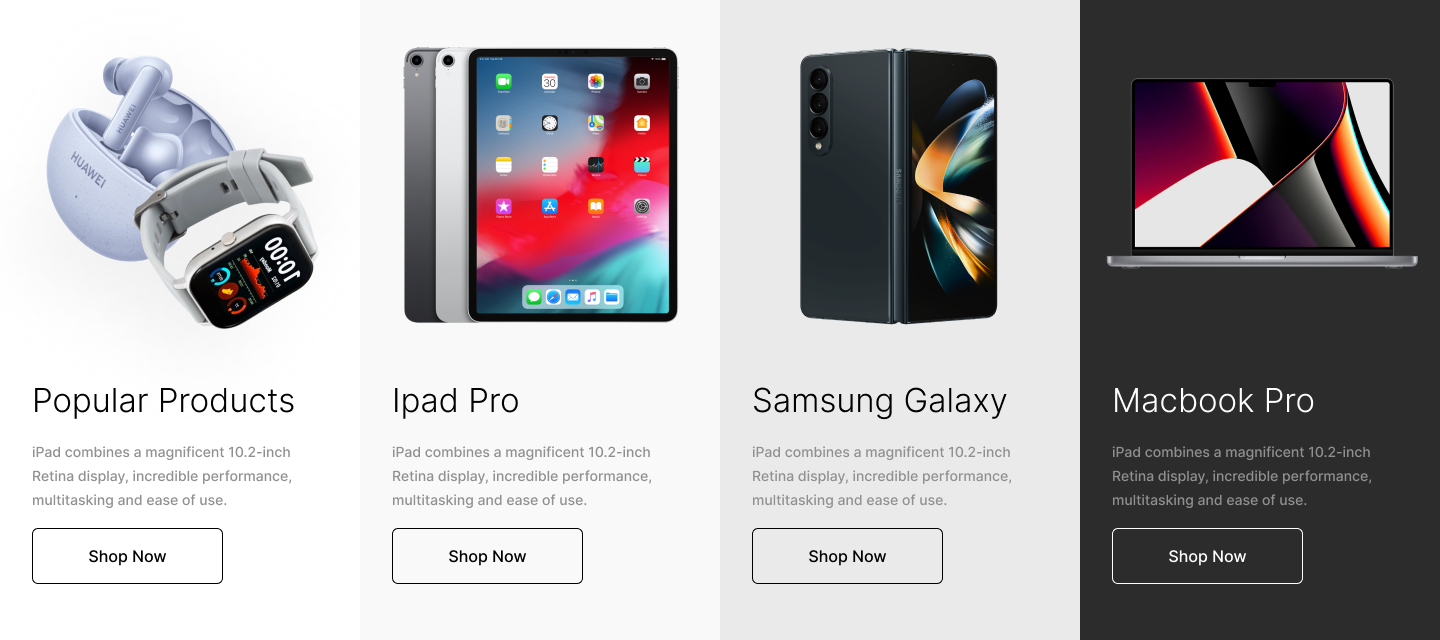 HUAWEI
HUAWEI
10:00
Popular Products
iPad combines a magnificent 10.2-inch
Retina display, incredible performance,
multitasking and ease of use.
Shop Now
30
Ipad Pro
iPad combines a magnificent 10.2-inch
Retina display, incredible performance,
multitasking and ease of use.
Shop Now
SAMSUNG
Samsung Galaxy
iPad combines a magnificent 10.2-inch
Retina display, incredible performance,
multitasking and ease of use.
Shop Now
Macbook Pro
iPad combines a magnificent 10.2-inch
Retina display, incredible performance,
multitasking and ease of use.
Shop Now